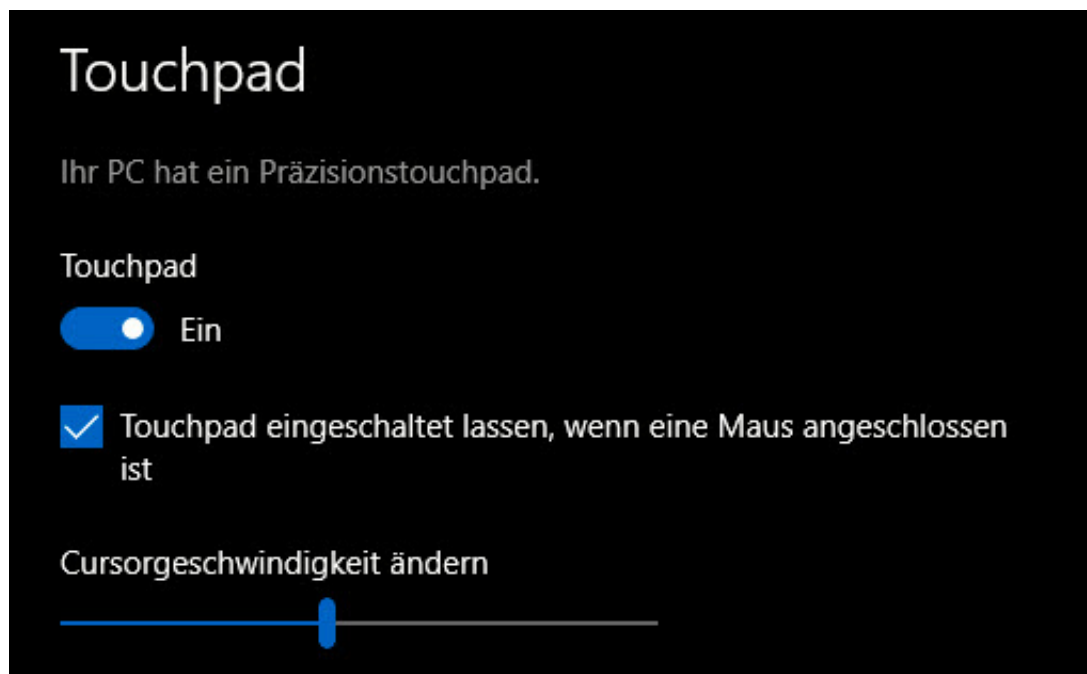 Touchpad
Ihr PC hat ein Präzisionstouchpad.
Touchpad
Ein
Touchpad eingeschaltet lassen, wenn eine Maus angeschlossen
ist
Cursorgeschwindigkeit ändern